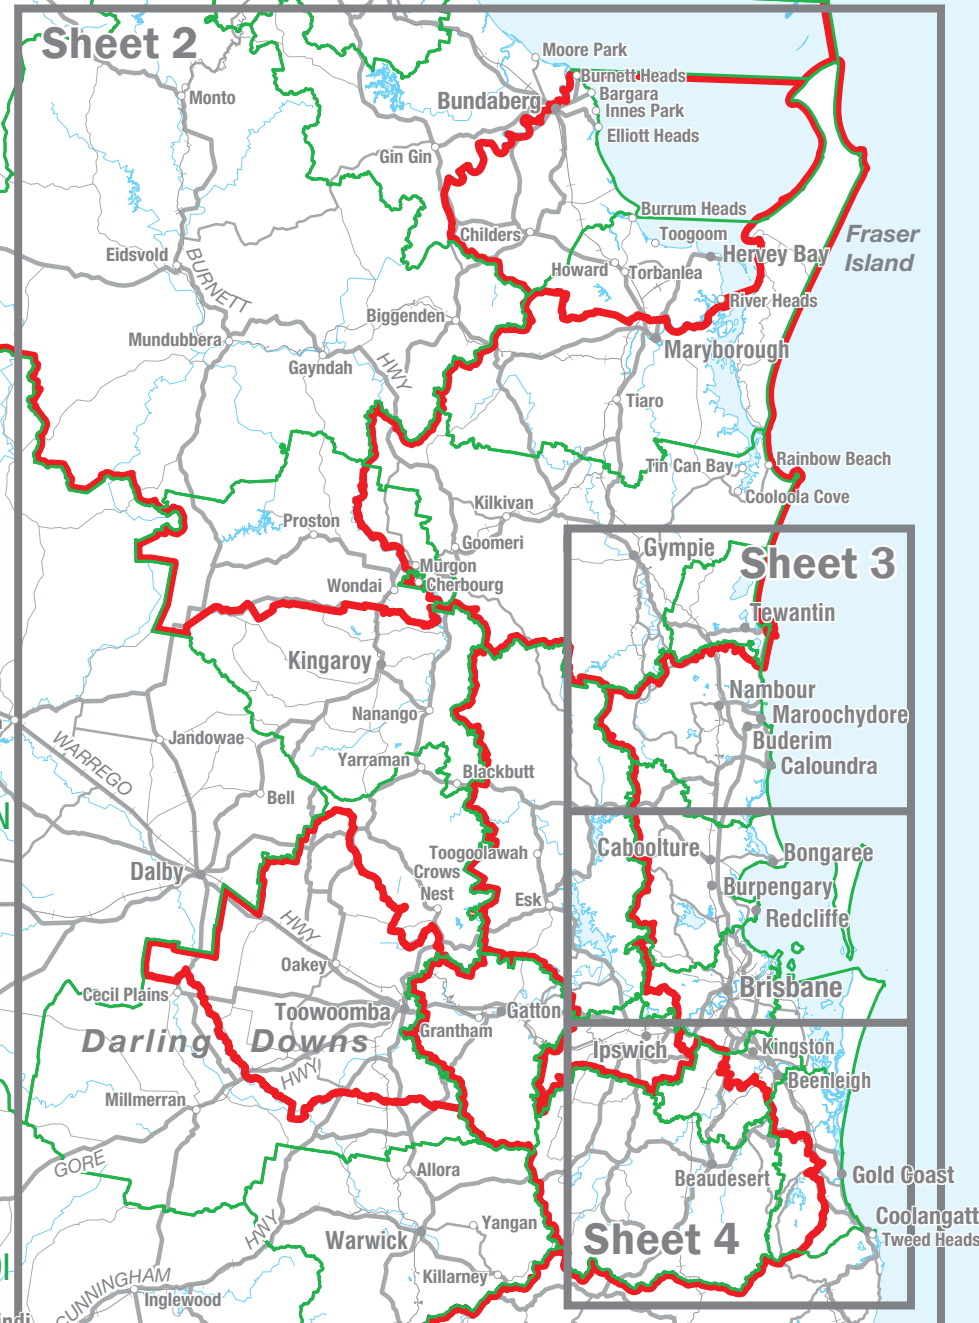 Sheet 2
Moore Park
Burnett Heads
Bargara
Monto
Bundaberg
Innes Park
Elliott Heads
Gin Gin
Burrum Heads
Childers
Toogoom
Fraser
Island
Eidsvold
Hervey Bay
BURNETT
Howard
Torbanlea
River Heads
Biggenden
Mundubbera
Maryborough
Gayndah
HWY
Tiaro
Rainbow Beach
Tin Can Bay
Cooloola Cove
Kilkivan
Proston
Goomeri
Gympie
Sheet 3
Murgon
Wondai
Cherbourg
Tewantin
Kingaroy
Nambour
Nanango
Maroochydore
Jandowae
Buderim
WARREGO
Yarraman
Blackbutt
Caloundra
Bell
N
Toogoolawah
Caboolture
Bongaree
Dalby
Crows
Nest
Burpengary
Esk
Redcliffe
HWY
Oakey
Cecil Plains
Brisbane
Toowoomba
Gatton
Grantham
Darling Downs
Ipswich
Kingston
HWY
Beenleigh
Millmerran
GORE
Allora
Beaudesert
Gold Coast
Coolangatt
Yangan
HWY
Warwick
Sheet 4
Tweed Heads
Killarney
CUNNINGHAM
Inglewood
indi